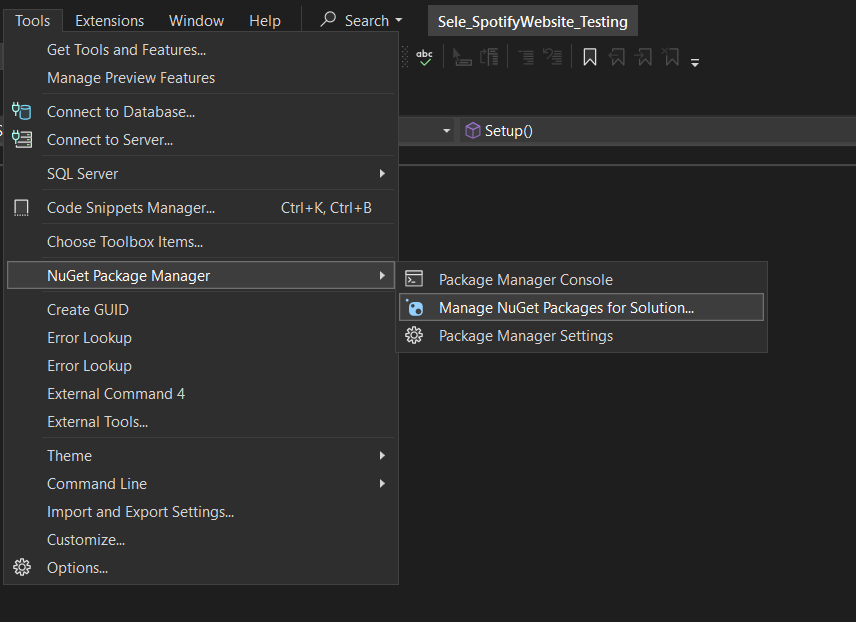 Tools Extensions Window Help Search Sele_SpotifyWebsite_Testing
Get Tools and Features...
abc
Manage Preview Features
Connect to Database...
Connect to Server...
Setup()
SQL Server
Code Snippets Manager... Ctrl+K, Ctrl+B
Choose Toolbox Items...
NuGet Package Manager
Package Manager Console
Manage NuGet Packages for Solution...
Package Manager Settings
Create GUID
Error Lookup
Error Lookup
External Command 4
External Tools...
Theme
Command Line
Import and Export Settings...
Customize...
Options...